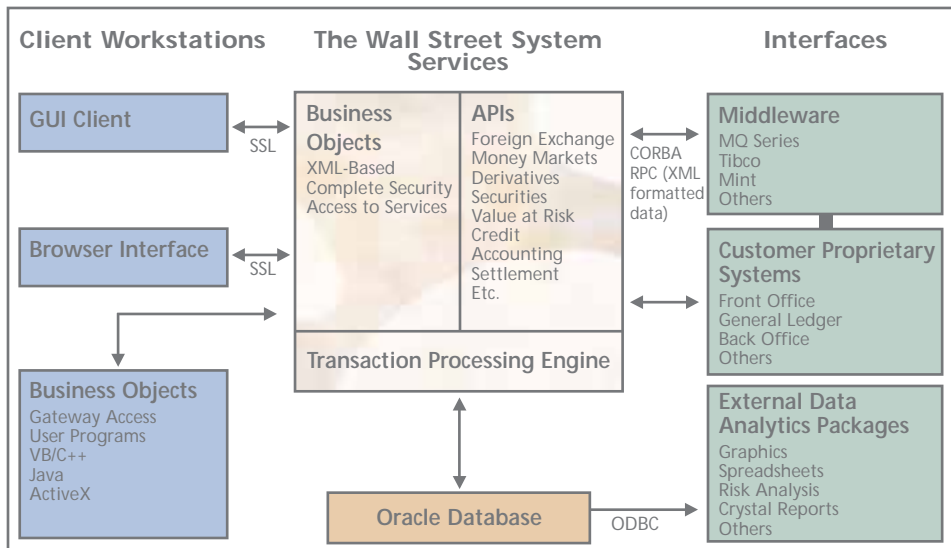 Client Workstations
The Wall Street System
Services
Interfaces
GUI Client
SSL
Browser Interface
SSL
Business Objects
Gateway Access
User Programs
VB/C++
Java
ActiveX
Business
Objects
XML-Based
Complete Security
Access to Services
APIs
Foreign Exchange
Money Markets
Derivatives
Securities
Value at Risk
Credit
Accounting
Settlement
Etc.
Transaction Processing Engine
Oracle Database
CORBA
RPC (XML
formatted
data)
ODBC
Middleware
MQ Series
Tibco
Mint
Others
Customer Proprietary
Systems
Front Office
General Ledger
Back Office
Others
External Data
Analytics Packages
Graphics
Spreadsheets
Risk Analysis
Crystal Reports
Others